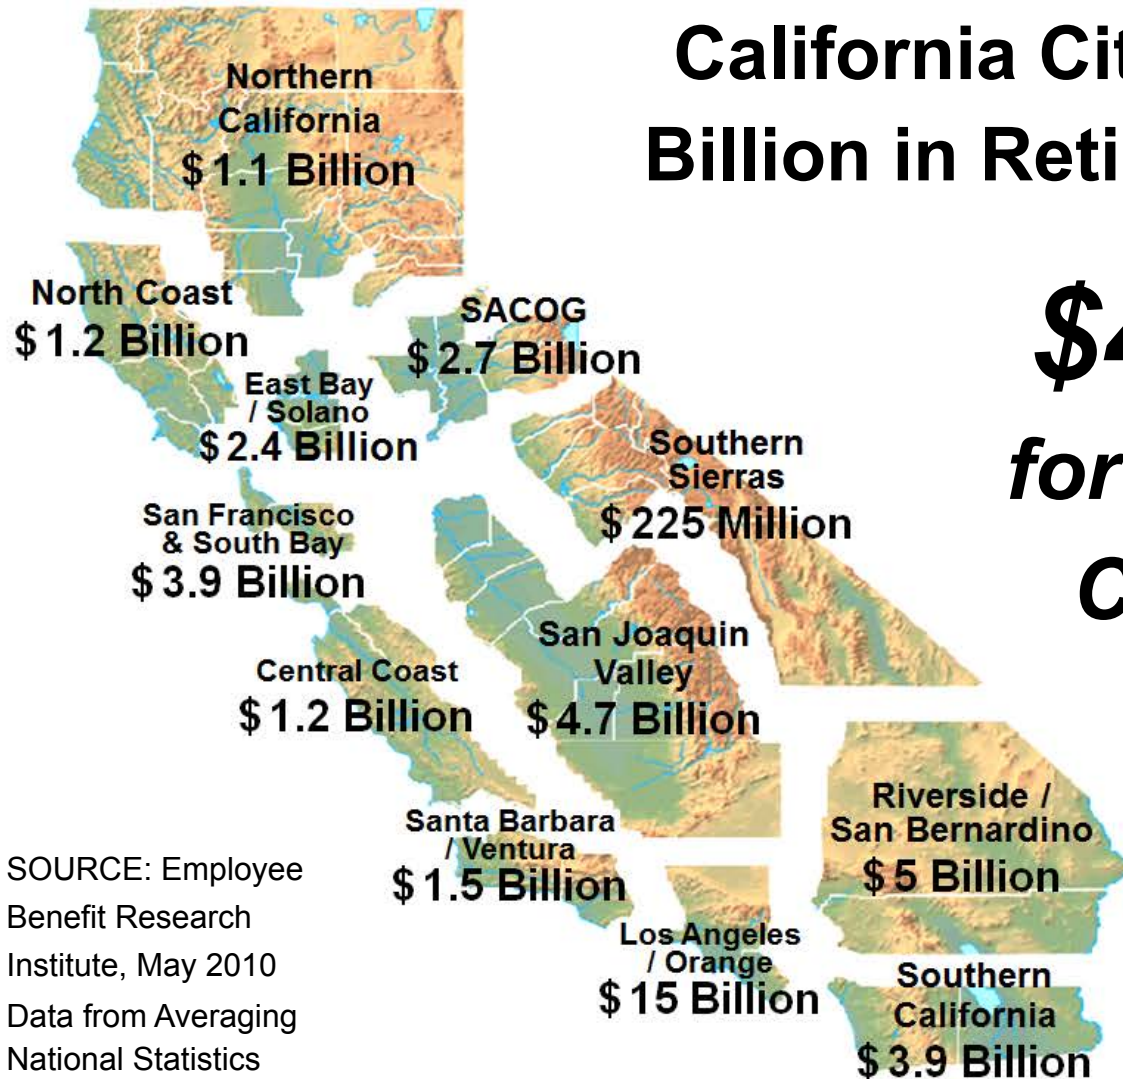 California Cit
Billion in Reti
$4
for
C
Northern
California
$ 1.1 Billion
North Coast
$ 1.2 Billion
SACOG
$ 2.7 Billion
East Bay
/ Solano
$ 2.4 Billion
Southern
Sierras
$ 225 Million
San Francisco
& South Bay
$ 3.9 Billion
San Joaquin
Valley
$ 4.7 Billion
Central Coast
$ 1.2 Billion
Santa Barbara
/ Ventura
$ 1.5 Billion
Riverside /
San Bernardino
$ 5 Billion
Los Angeles
/ Orange
$ 15 Billion
Southern
California
$ 3.9 Billion
SOURCE: Employee
Benefit Research
Institute, May 2010
Data from Averaging
National Statistics